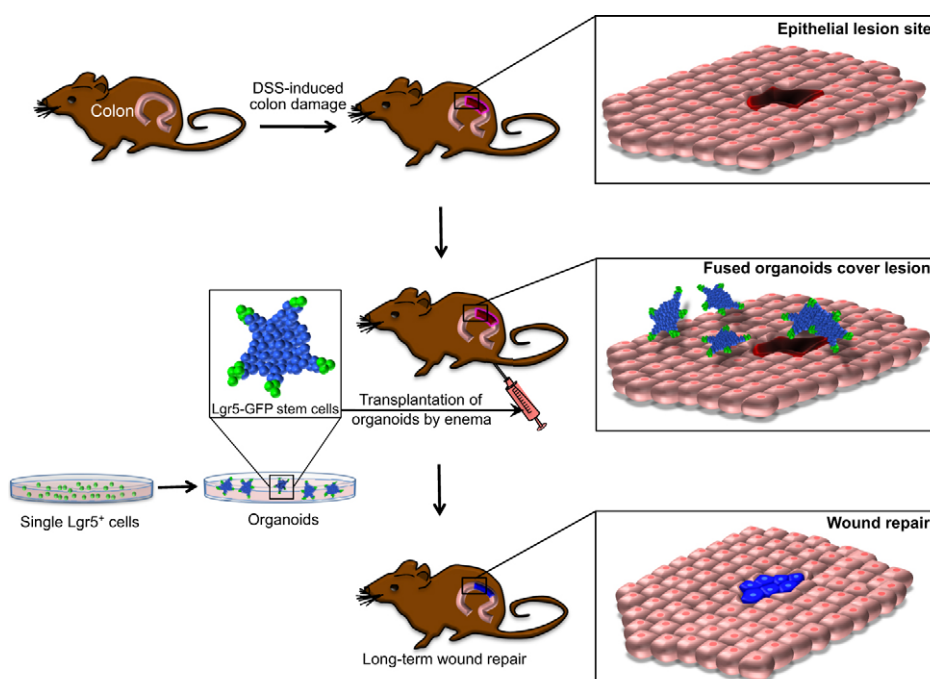 Epithelial lesion site
DSS-induced
colon damage
Colon
Fused organoids cover lesion
Lgr5-GFP stem cells
Transplantation of
organoids by enema
Single Lgr5⁺ cells
Organoids
Wound repair
Long-term wound repair